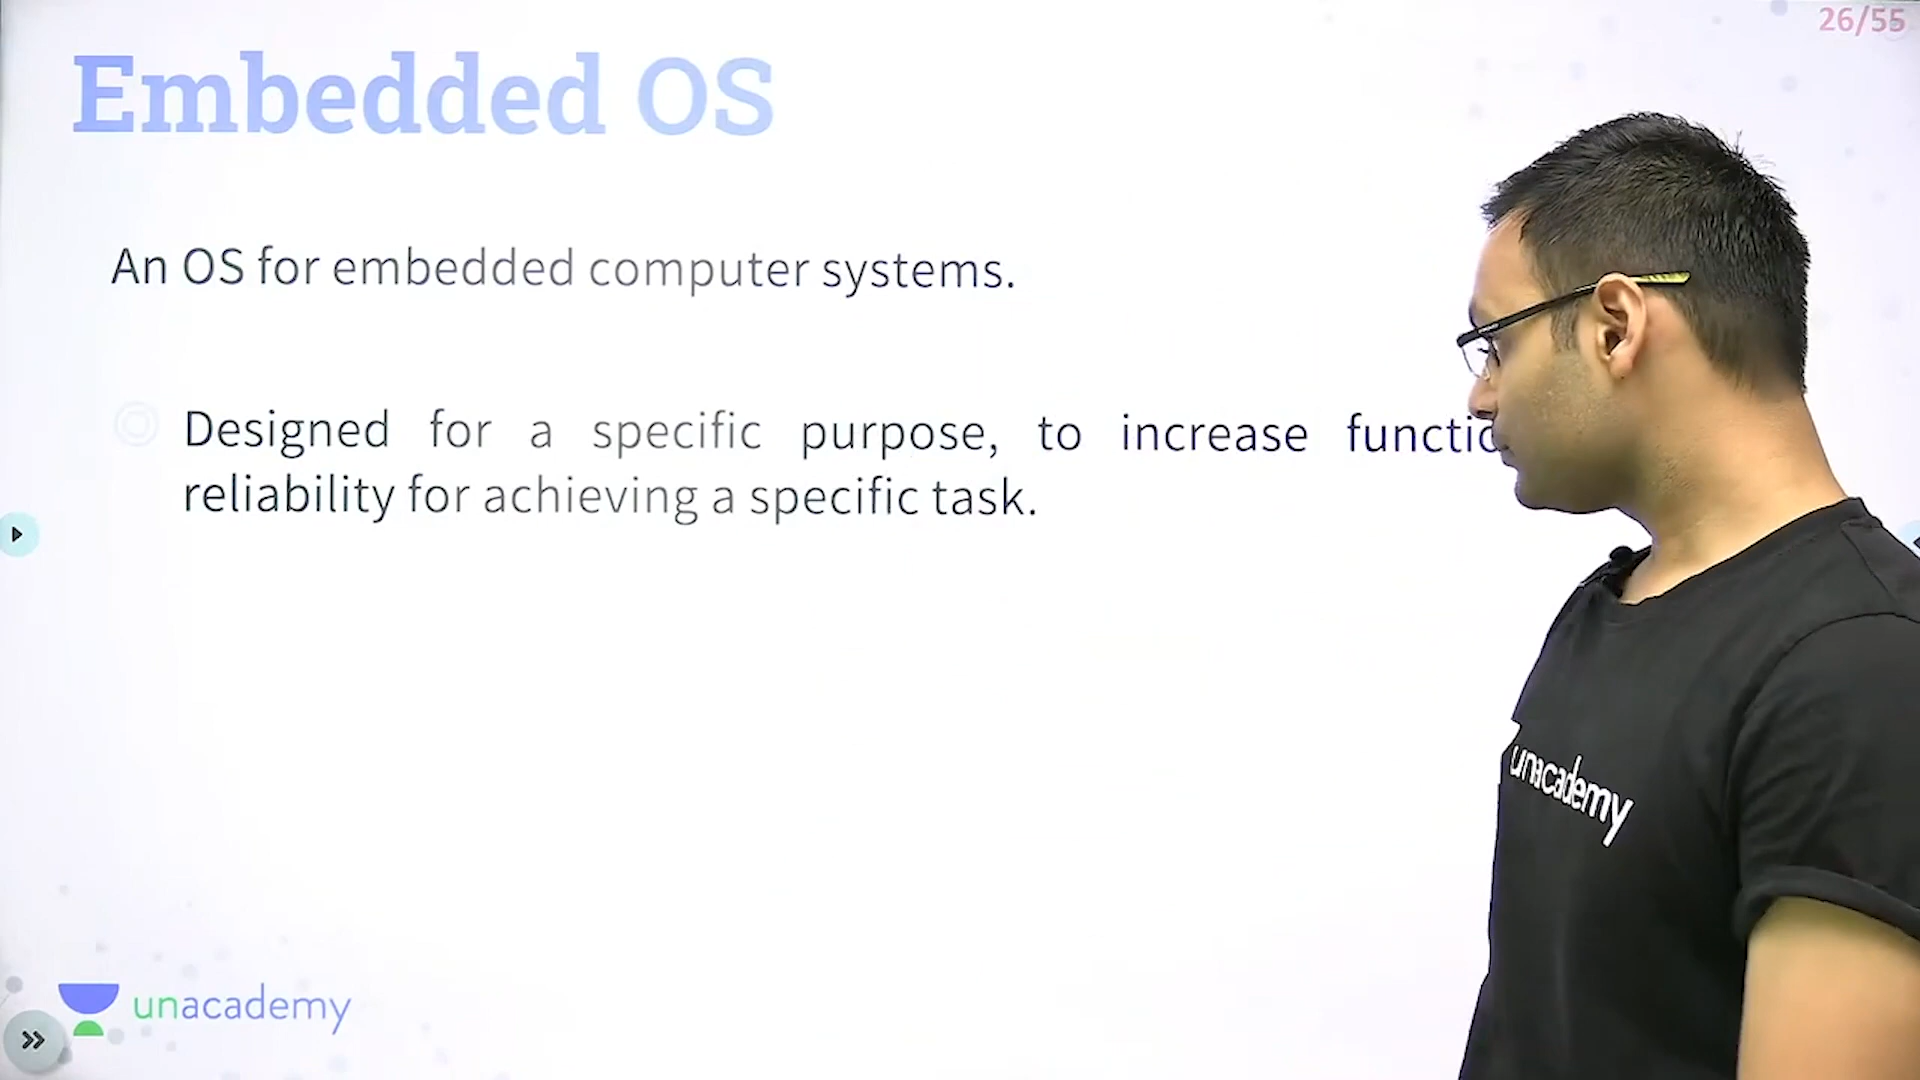 26/55
Embedded OS
An OS for embedded computer systems.
Designed for a specific purpose, to increase
reliability for achieving a specific task.
unacademy
unacademy